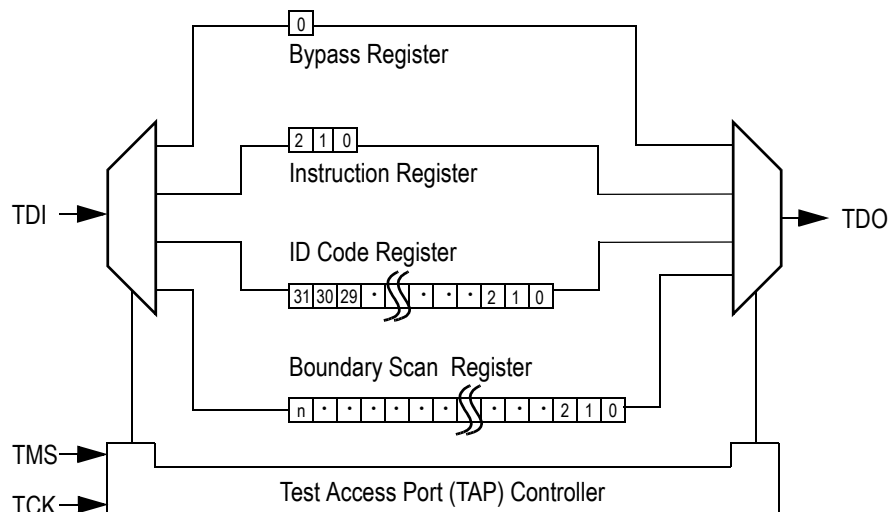 0
Bypass Register
2 1 0
Instruction Register
TDI
TDO
ID Code Register
31 30 29 · · · · 2 1 0
Boundary Scan Register
n · · · · · · · · · 2 1 0
TMS
TCK
Test Access Port (TAP) Controller